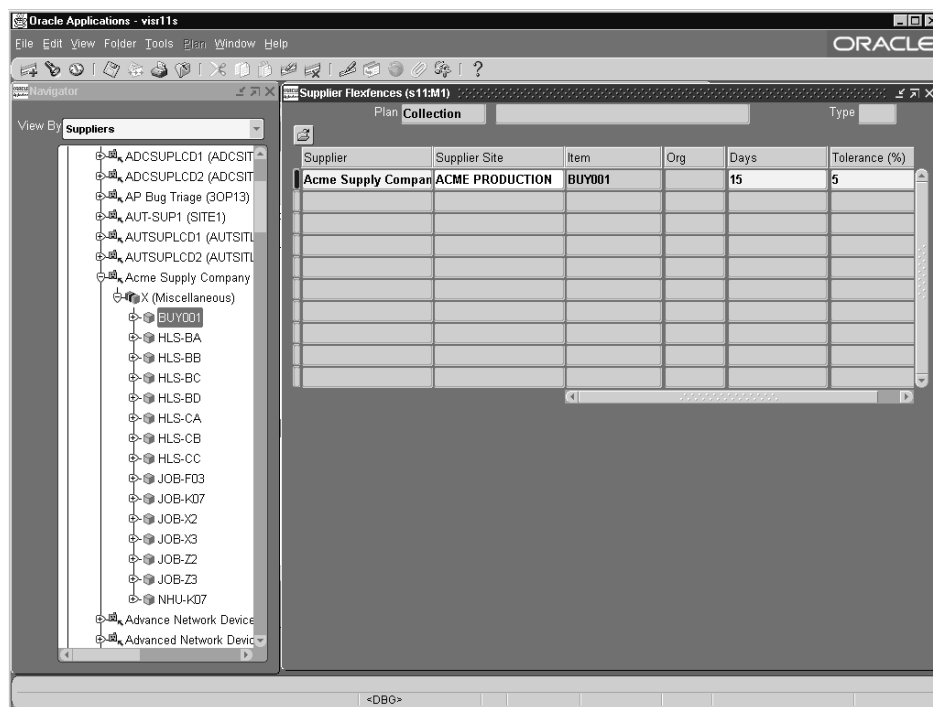 Oracle Applications - visr11s
File Edit View Folder Tools Plan Window Help
ORACLE
Navigator
View By Suppliers
ADCSUPLCD1 (ADCSIT
ADCSUPLCD2 (ADCSIT
AP Bug Triage (3OP13)
AUT-SUP1 (SITE1)
AUTSUPLCD1 (AUTSITL
AUTSUPLCD2 (AUTSITL
Acme Supply Company
X (Miscellaneous)
BUY001
HLS-BA
HLS-BB
HLS-BC
HLS-BD
HLS-CA
HLS-CB
HLS-CC
JOB-F03
JOB-K07
JOB-X2
JOB-X3
JOB-Z2
JOB-Z3
NHU-K07
Advance Network Device
Advanced Network Devic
Supplier Flexfences (s11:M1)
Plan Collection Type
Supplier Supplier Site Item Org Days Tolerance (%)
Acme Supply Compan ACME PRODUCTION BUY001 15 5
<DBG>